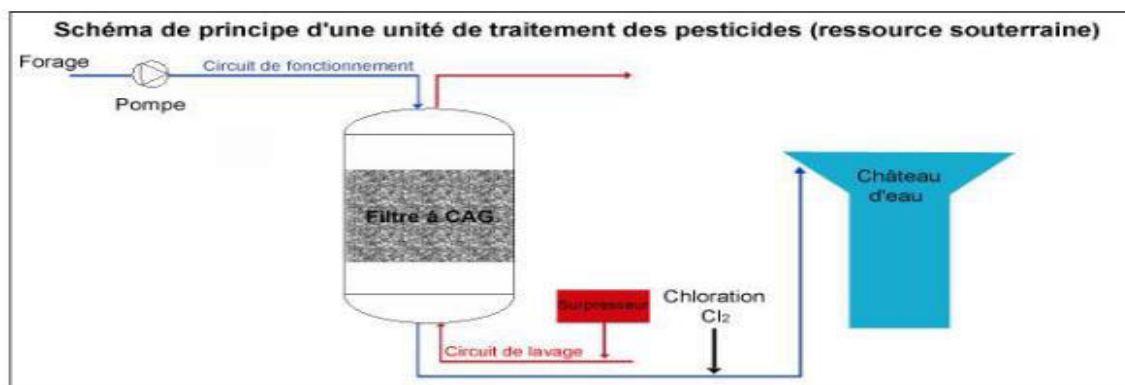 Schéma de principe d'une unité de traitement des pesticides (ressource souterraine)
Forage
Circuit de fonctionnement
Pompe
Filtre à CAG
Château
d'eau
Surpresseur
Chloration
Cl₂
Circuit de lavage